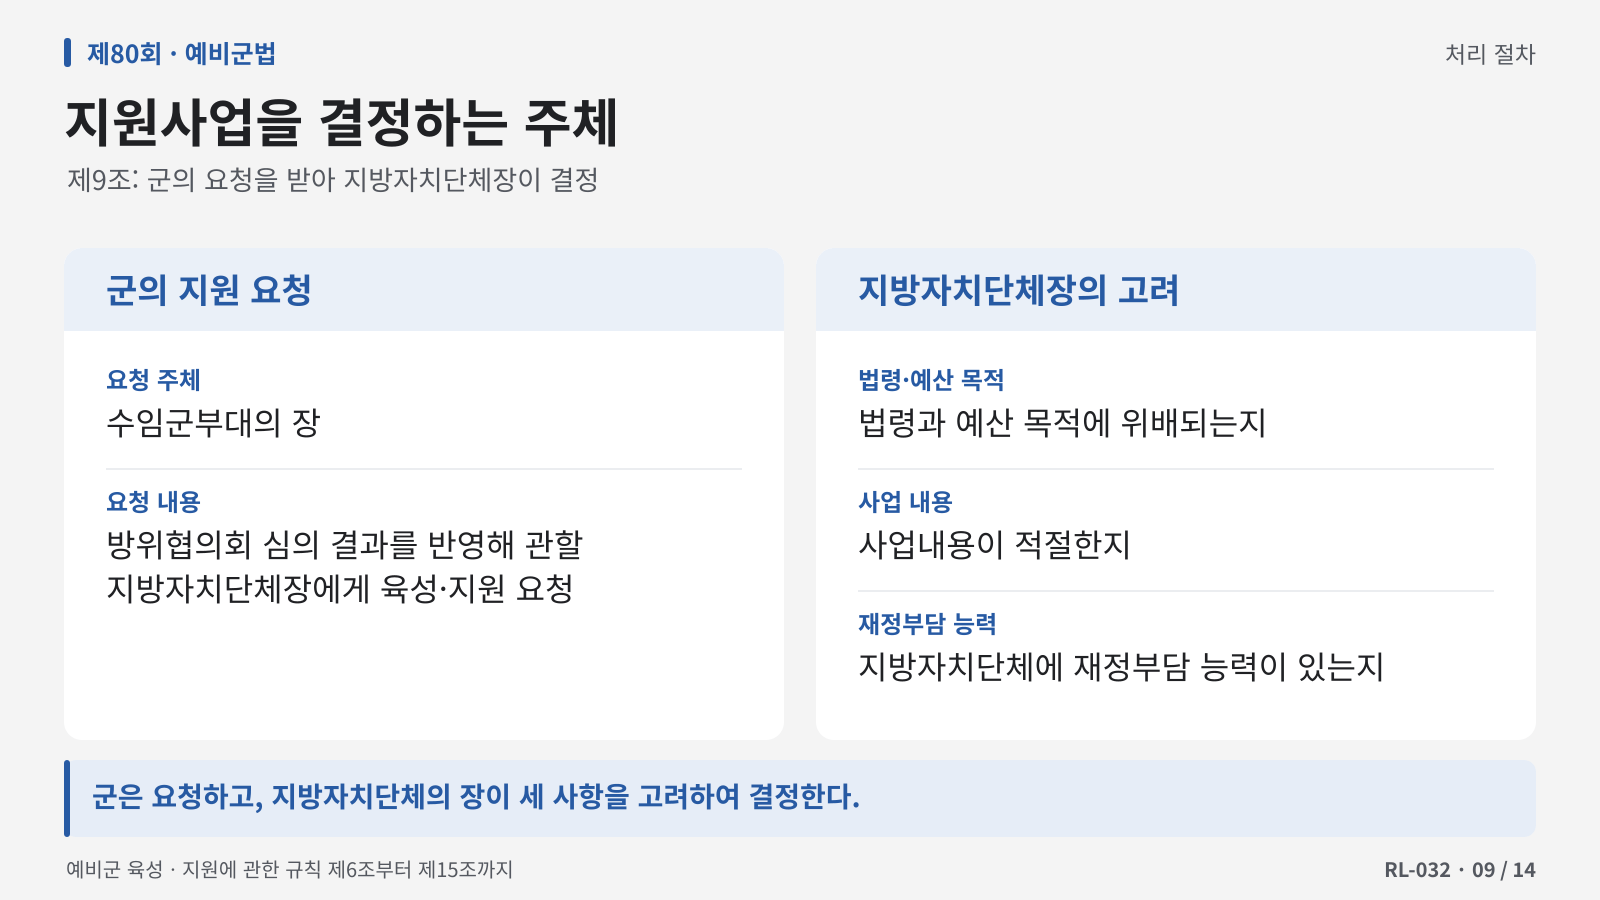 제80회 · 예비군법
처리 절차
지원사업을 결정하는 주체
제9조: 군의 요청을 받아 지방자치단체장이 결정
군의 지원 요청
요청 주체
수임군부대의 장
요청 내용
방위협의회 심의 결과를 반영해 관할
지방자치단체장에게 육성·지원 요청
지방자치단체장의 고려
법령·예산 목적
법령과 예산 목적에 위배되는지
사업 내용
사업내용이 적절한지
재정부담 능력
지방자치단체에 재정부담 능력이 있는지
군은 요청하고, 지방자치단체의 장이 세 사항을 고려하여 결정한다.
예비군 육성 · 지원에 관한 규칙 제6조부터 제15조까지
RL-032 · 09 / 14